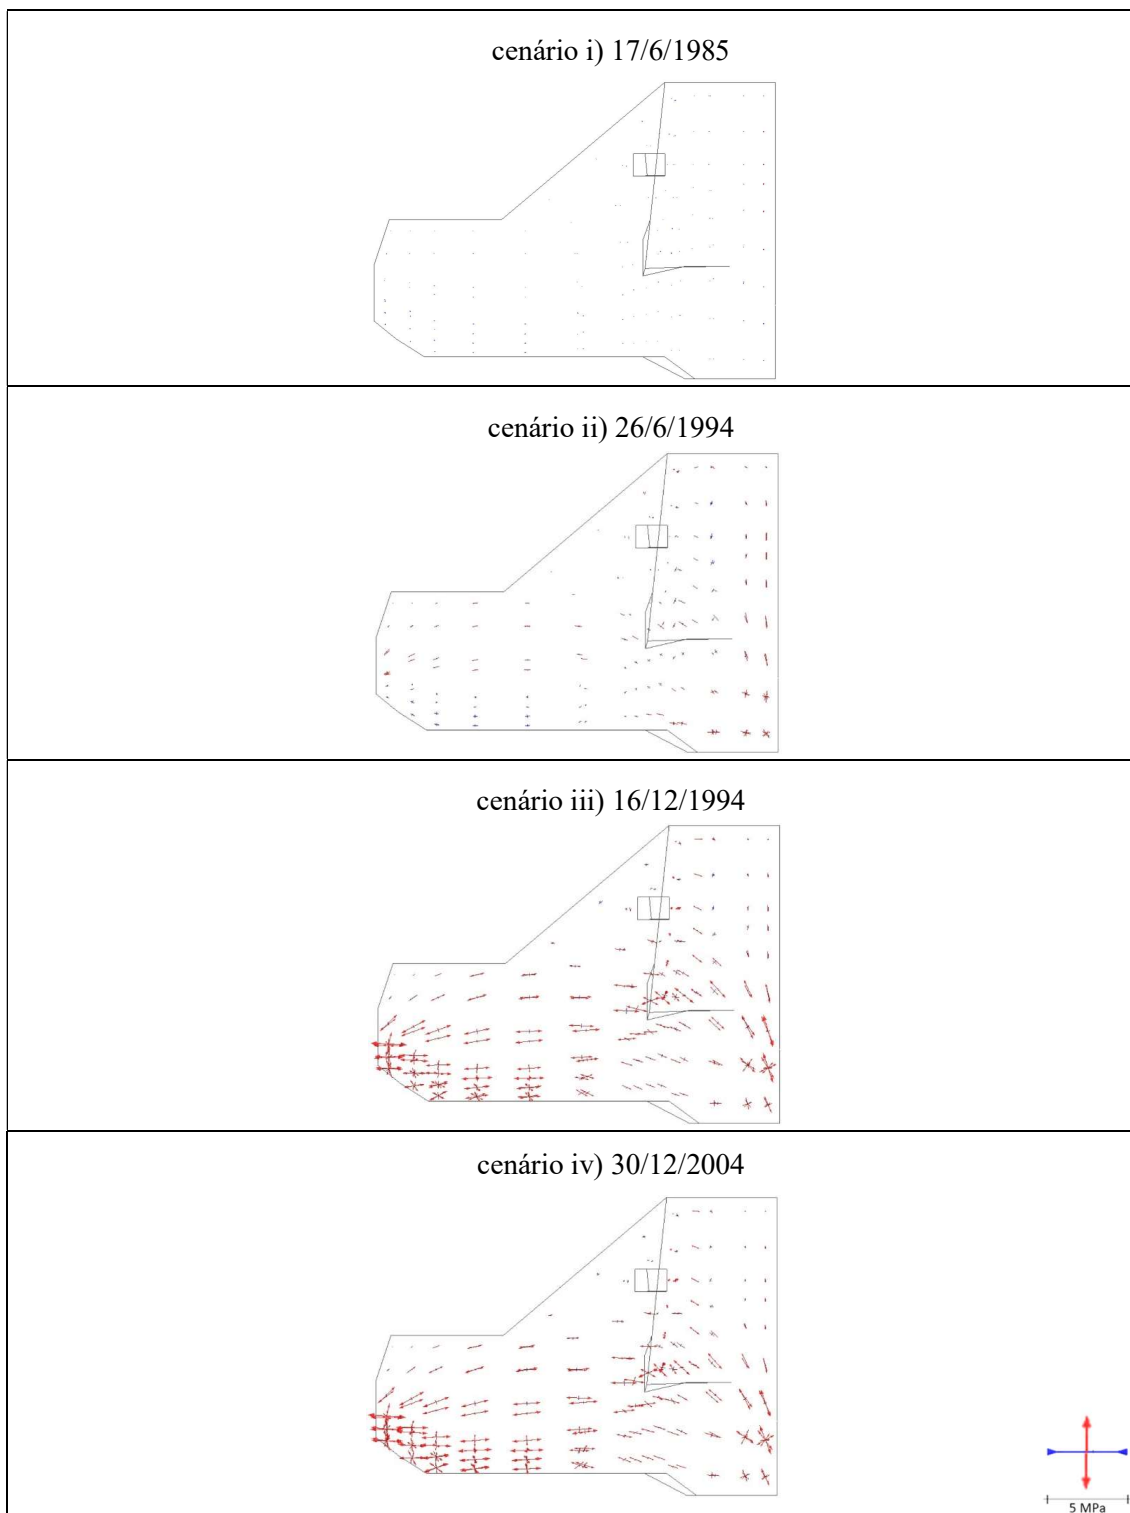 cenário i) 17/6/1985
cenário ii) 26/6/1994
cenário iii) 16/12/1994
cenário iv) 30/12/2004
5 MPa